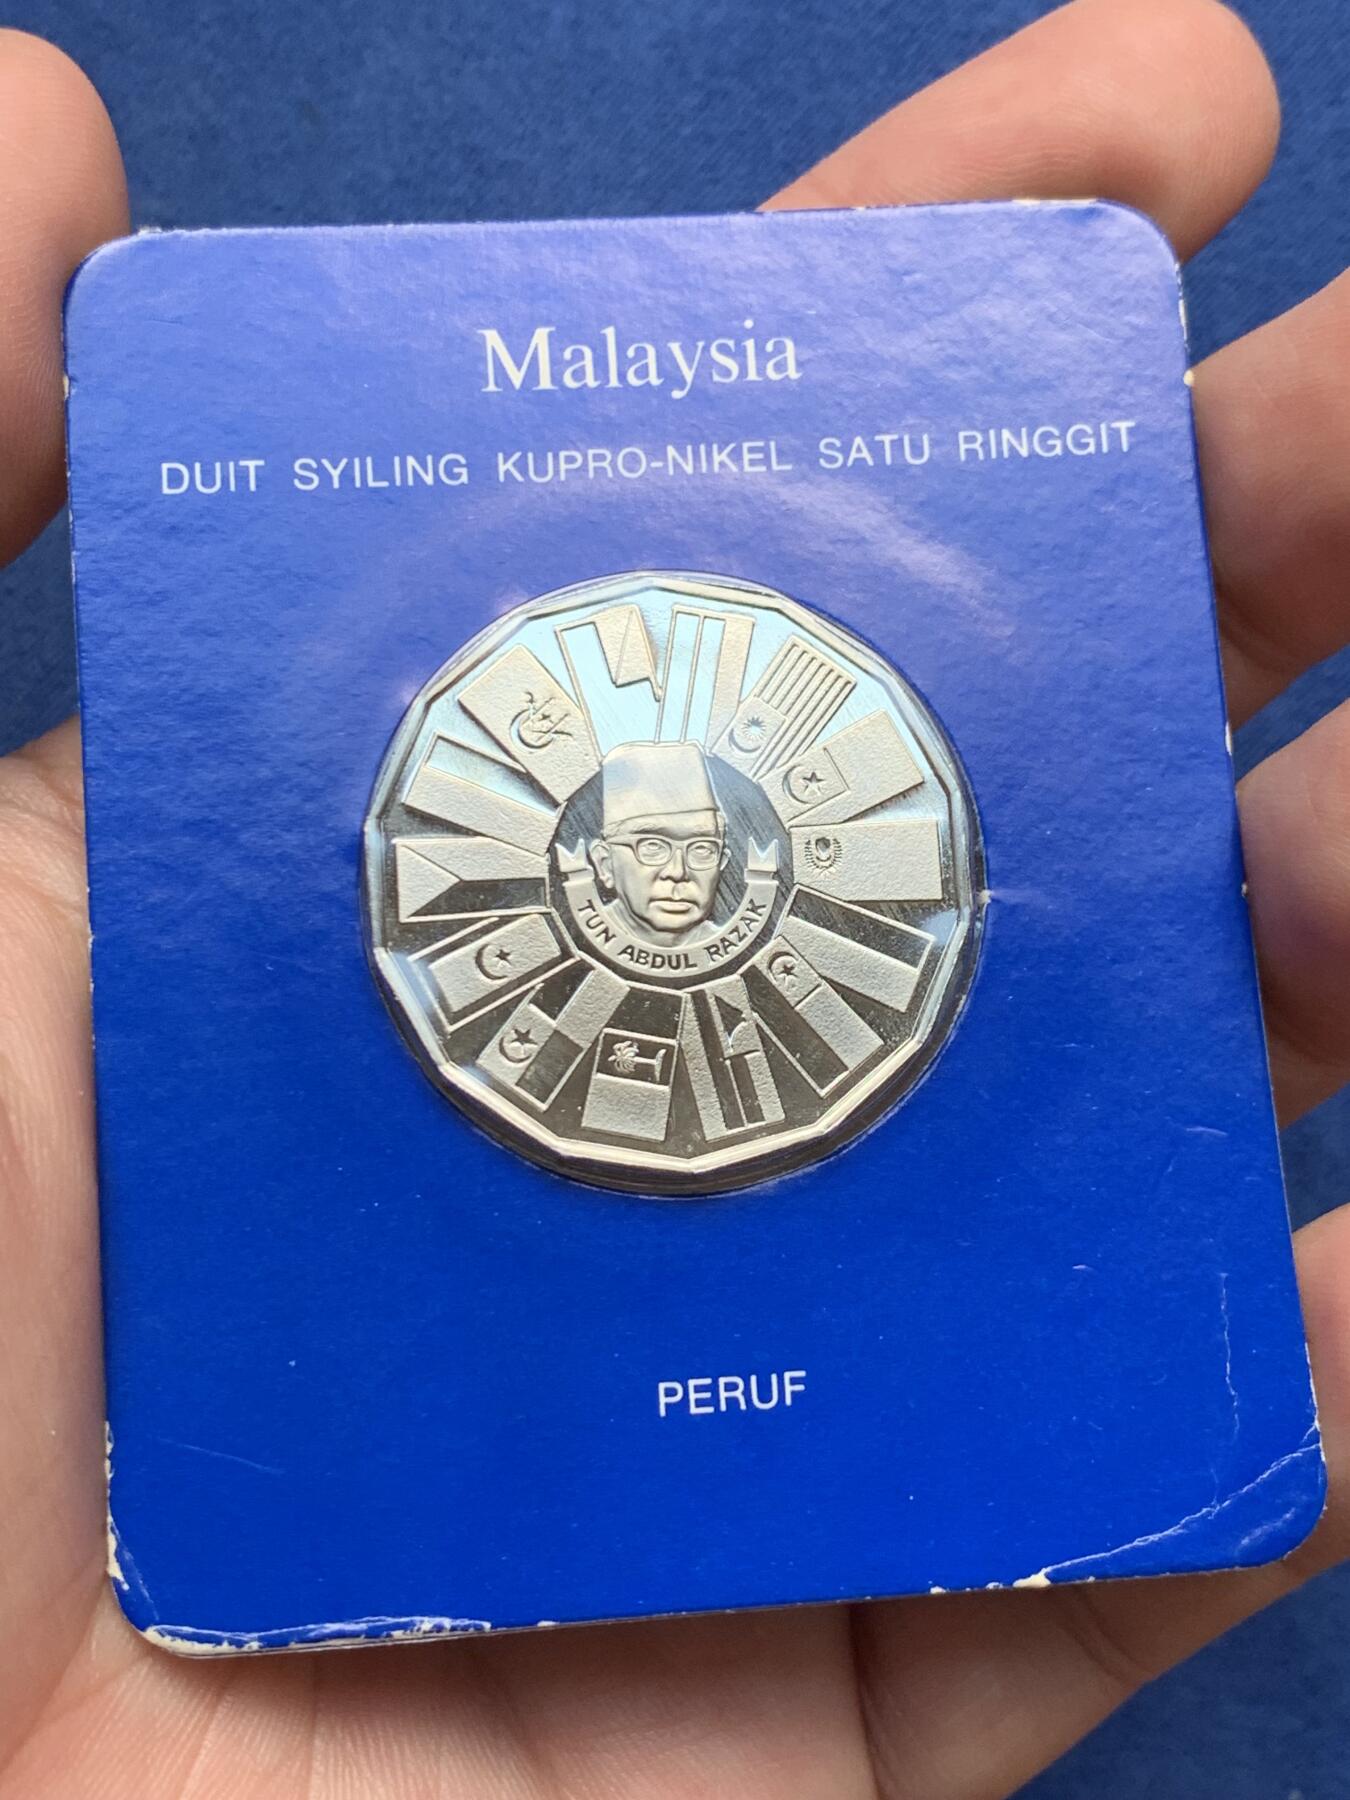 Malaysia
DUIT SYILING KUPRO-NIKEL SATU RINGGIT
TUN ABDUL RAZAK
PERUF